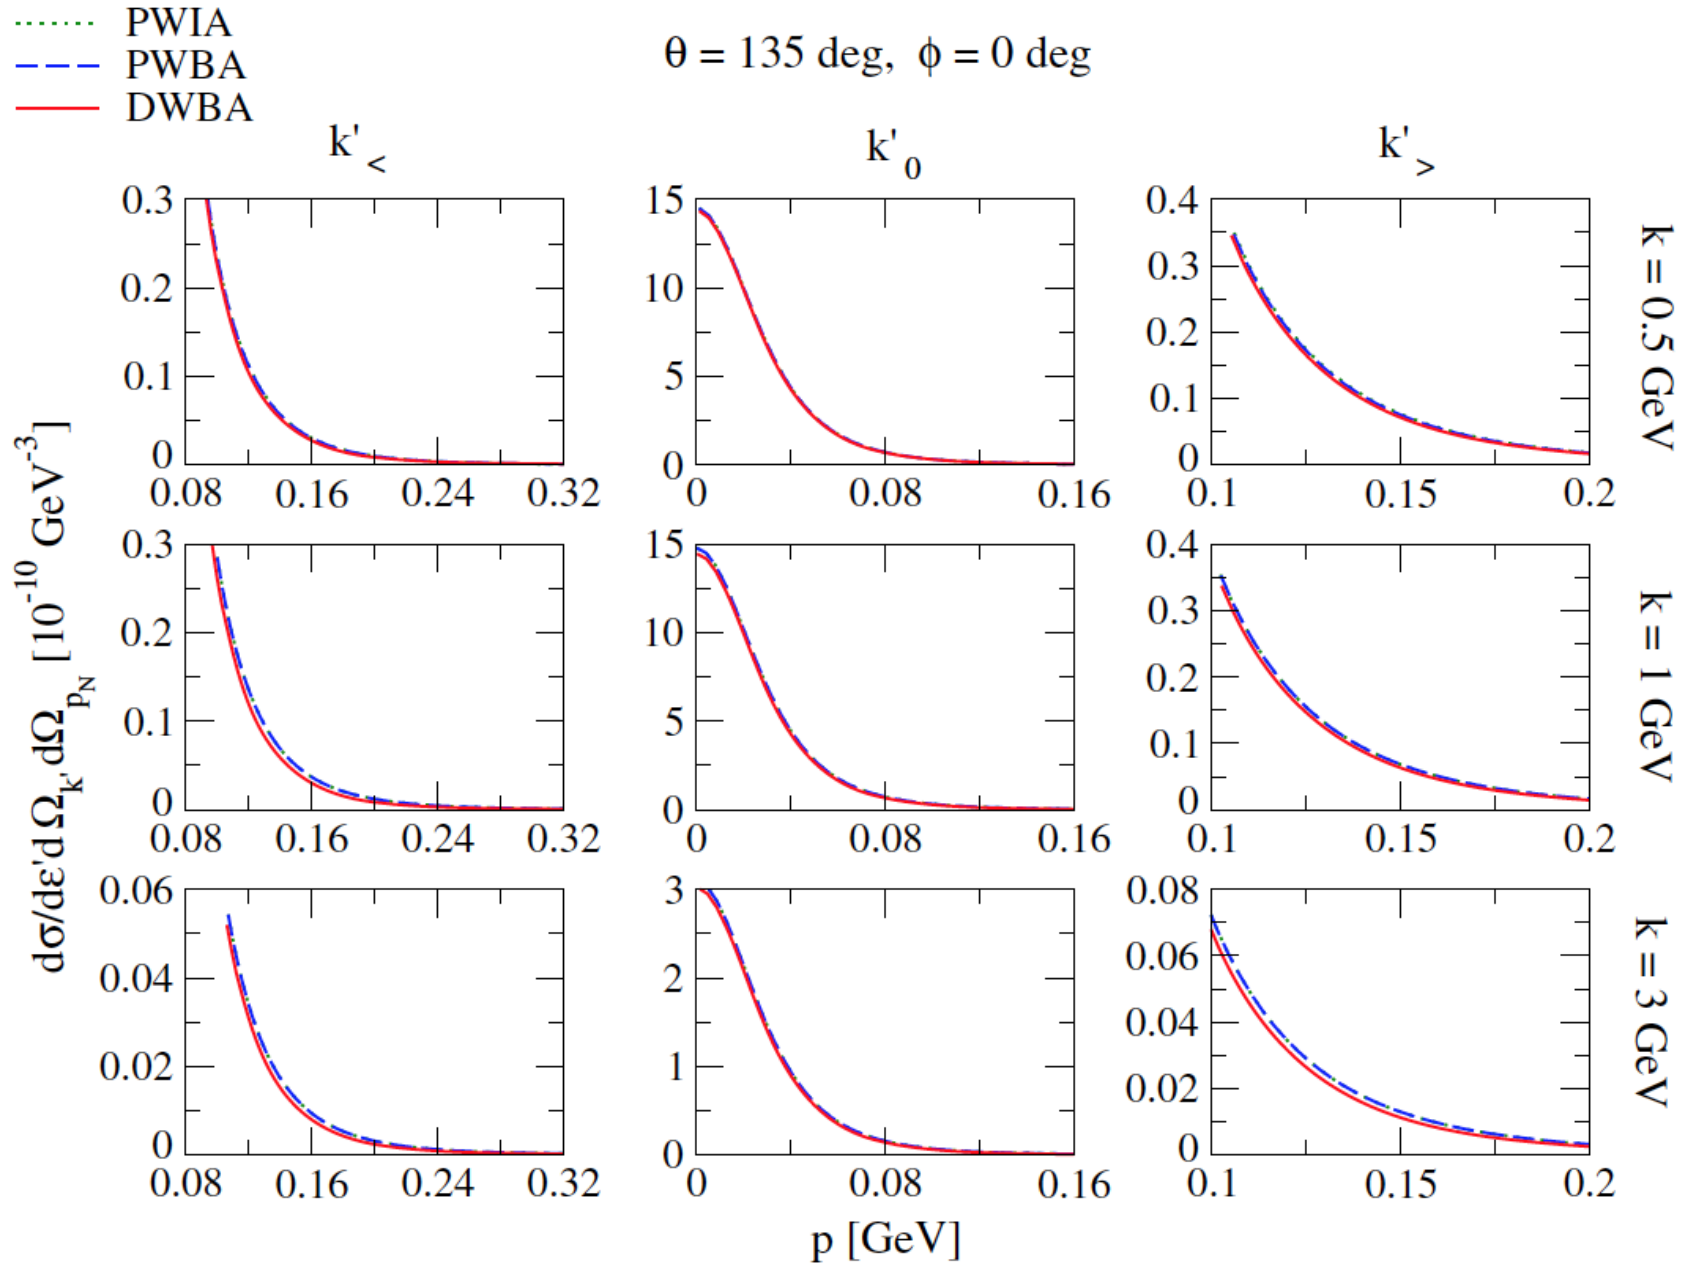 PWIA
PWBA
DWBA
θ = 135 deg, ϕ = 0 deg
k'<
k'0
k'>
0.3
0.2
0.1
0
0.08 0.16 0.24 0.32
15
10
5
0
0 0.08 0.16
0.4
0.3
0.2
0.1
0
0.1 0.15 0.2
k = 0.5 GeV
0.3
0.2
0.1
0
0.08 0.16 0.24 0.32
15
10
5
0
0 0.08 0.16
0.4
0.3
0.2
0.1
0
0.1 0.15 0.2
k = 1 GeV
0.06
0.04
0.02
0
0.08 0.16 0.24 0.32
3
2
1
0
0 0.08 0.16
0.08
0.06
0.04
0.02
0
0.1 0.15 0.2
k = 3 GeV
dσ/dε'dΩk'dΩpN [10-10 GeV-3]
p [GeV]